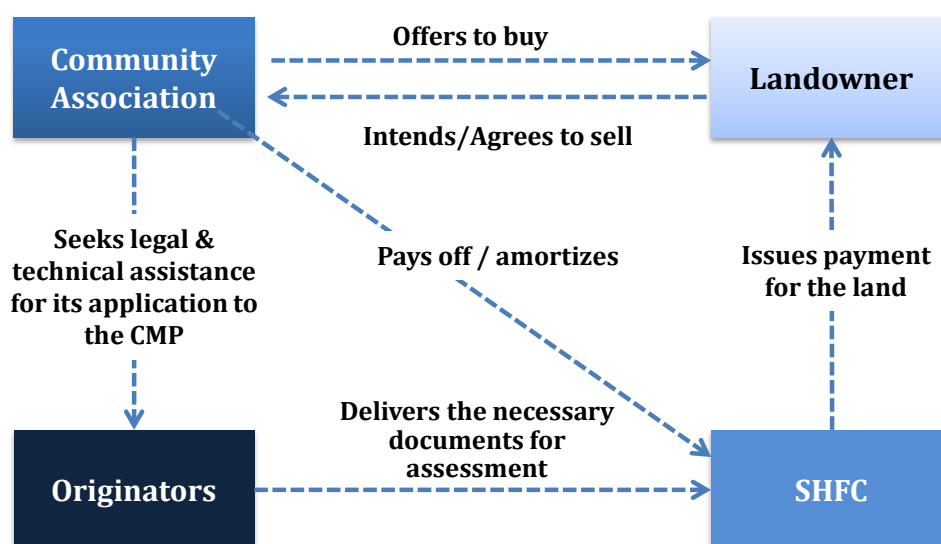 Community
Association
Offers to buy
Landowner
Intends/Agrees to sell
Seeks legal &
technical assistance
for its application to
the CMP
Pays off / amortizes
Issues payment
for the land
Delivers the necessary
documents for
assessment
Originators
SHFC